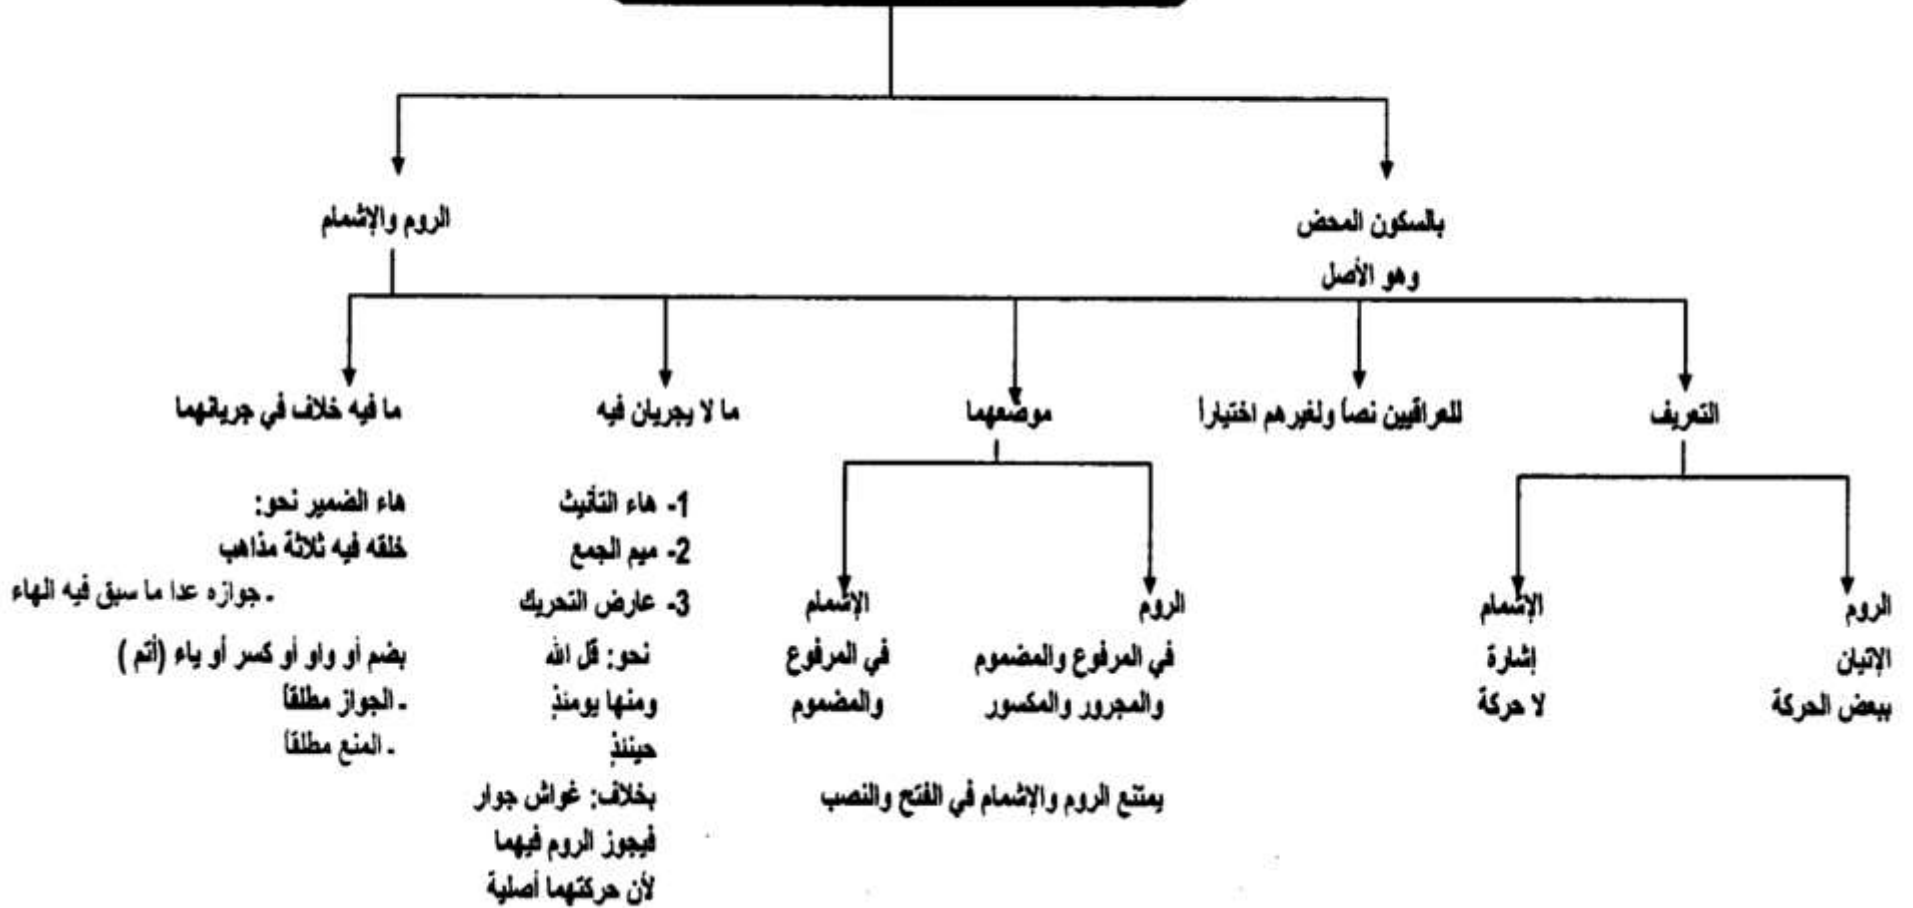 بالسكون المحض
وهو الأصل
الروم والإشمام
التعريف
للعراقيين نصاً ولغيرهم اختياراً
موضعهما
ما لا يجريان فيه
ما فيه خلاف في جريانهما
الروم
الإتيان
ببعض الحركة
الإشمام
إشارة
لا حركة
الروم
في المرفوع والمضموم
والمجرور والمكسور
الإشمام
في المرفوع
والمضموم
يمتنع الروم والإشمام في الفتح والنصب
1- هاء التأنيث
2- ميم الجمع
3- عارض التحريك
نحو: قل الله
ومنها يومئذٍ
حينئذٍ
بخلاف: غواش جوار
فيجوز الروم فيهما
لأن حركتهما أصلية
هاء الضمير نحو:
خلقه فيه ثلاثة مذاهب
- جوازه عدا ما سبق فيه الهاء
بضم أو واو أو كسر أو ياء (أتم)
- الجواز مطلقاً
- المنع مطلقاً